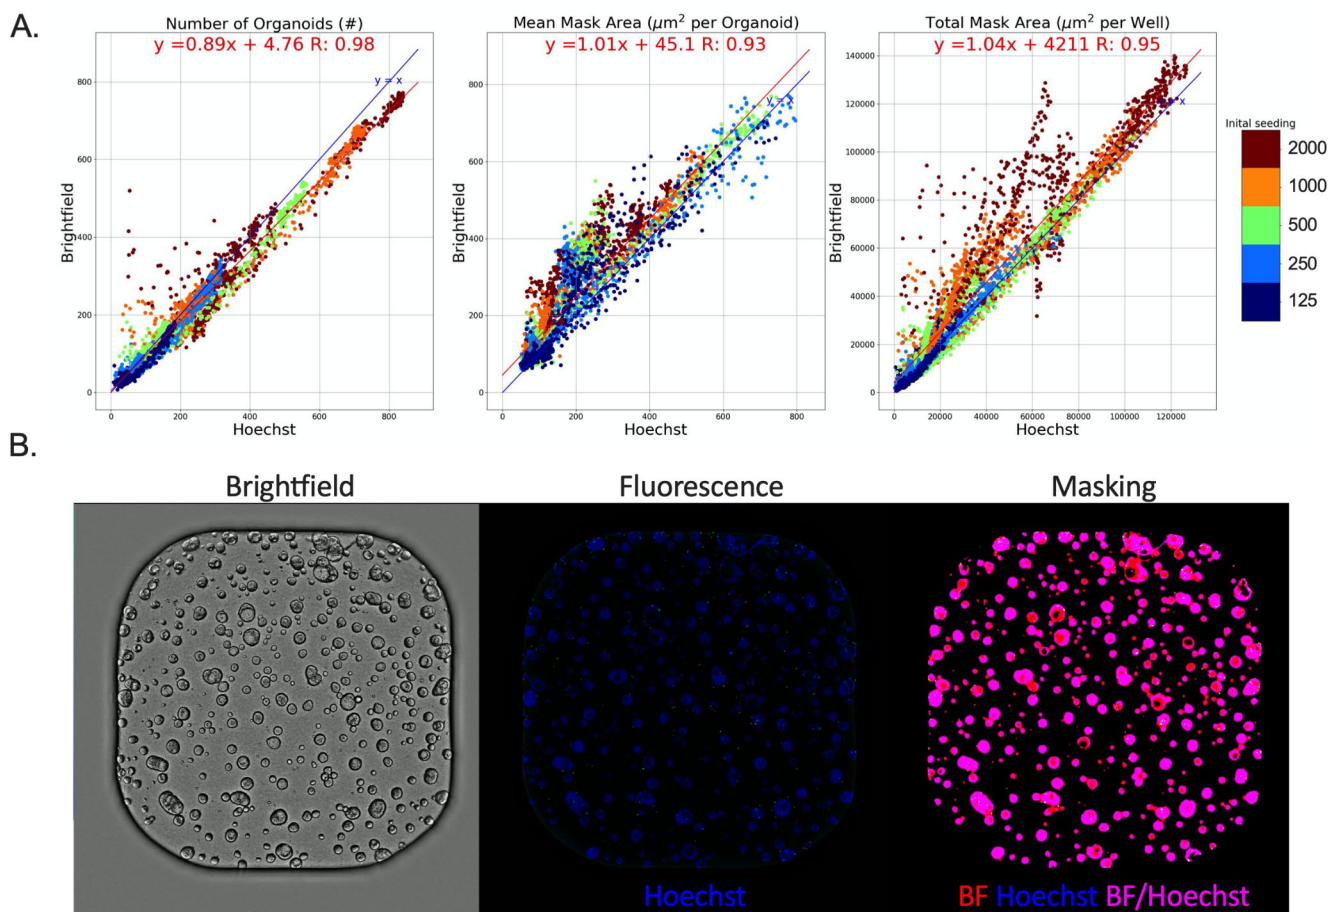 A.
Number of Organoids (#)
y =0.89x + 4.76 R: 0.98
y = x
Brightfield
800
600
400
200
0
0 200 400 600 800
Hoechst
Mean Mask Area (μm² per Organoid)
y =1.01x + 45.1 R: 0.93
y = x
Brightfield
800
600
400
200
0
0 200 400 600 800
Hoechst
Total Mask Area (μm² per Well)
y =1.04x + 4211 R: 0.95
x
Brightfield
140000
120000
100000
80000
60000
40000
20000
0
0 20000 40000 60000 80000 100000 120000
Hoechst
Inital seeding
2000
1000
500
250
125
B.
Brightfield Fluorescence Masking
Hoechst
BF Hoechst BF/Hoechst